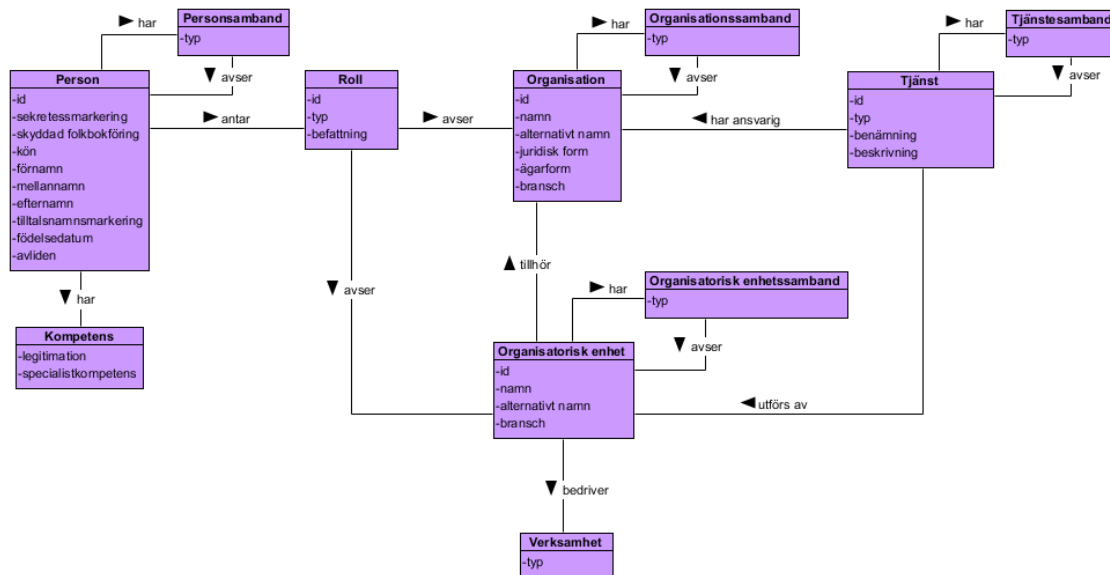 Personsamband
-typ
har
avser
Organisationssamband
-typ
har
avser
Tjänstesamband
-typ
har
avser
Person
-id
-sekretessmarkering
-skyddad folkbokföring
-kön
-förnamn
-mellannamn
-efternamn
-tilltalsnamnsmarkering
-födelsedatum
-avliden
antar
Roll
-id
-typ
-befattning
avser
Organisation
-id
-namn
-alternativt namn
-juridisk form
-ägarform
-bransch
har ansvarig
Tjänst
-id
-typ
-benämning
-beskrivning
har
Kompetens
-legitimation
-specialistkompetens
avser
tillhör
har
Organisatorisk enhetssamband
-typ
avser
Organisatorisk enhet
-id
-namn
-alternativt namn
-bransch
utförs av
bedriver
Verksamhet
-typ